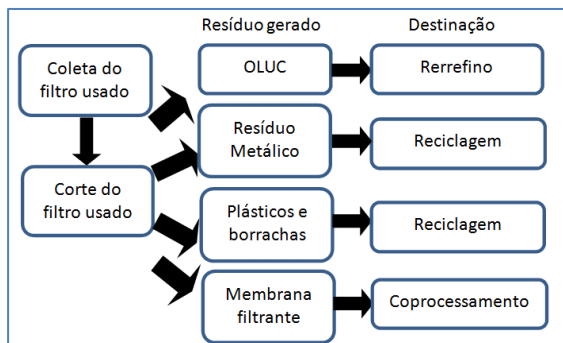 Resíduo gerado
Destinação
Coleta do
filtro usado
OLUC
Rerrefino
Resíduo
Metálico
Reciclagem
Corte do
filtro usado
Plásticos e
borrachas
Reciclagem
Membrana
filtrante
Coprocessamento